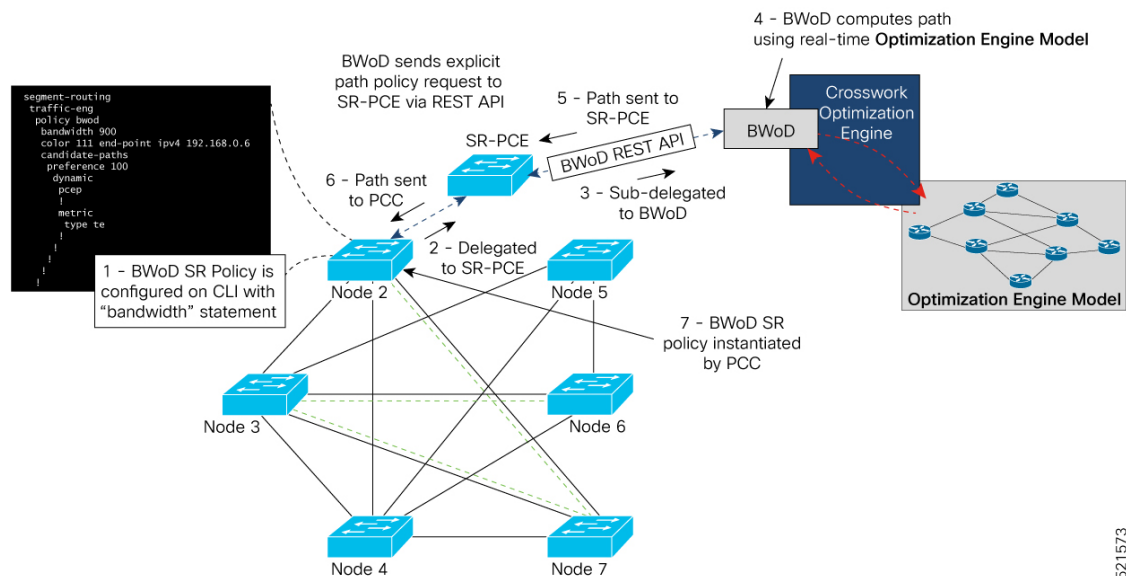 4 - BWoD computes path
using real-time Optimization Engine Model
BWoD sends explicit
path policy request to
SR-PCE via REST API
segment-routing
traffic-eng
policy bwod
bandwidth 900
color 111 end-point ipv4 192.168.0.6
candidate-paths
preference 100
dynamic
pcep
!
metric
type te
!
!
!
!
!
5 - Path sent to
SR-PCE
Crosswork
Optimization
Engine
BWoD
SR-PCE
BWoD REST API
6 - Path sent
to PCC
3 - Sub-delegated
to BWoD
2 - Delegated
to SR-PCE
1 - BWoD SR Policy is
configured on CLI with
“bandwidth” statement
Node 2
Node 5
Optimization Engine Model
7 - BWoD SR
policy instantiated
by PCC
Node 3
Node 6
Node 4
Node 7
521573